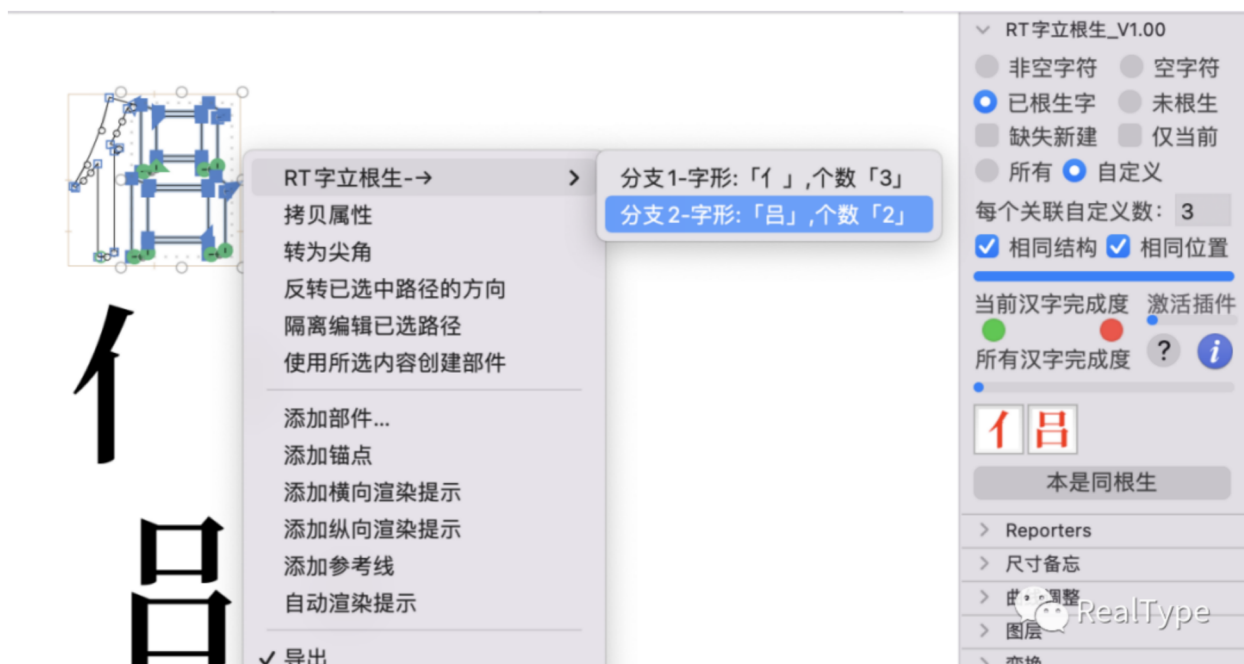 亻
吕
RT字立根生-→
拷贝属性
转为尖角
反转已选中路径的方向
隔离编辑已选路径
使用所选内容创建部件
添加部件...
添加锚点
添加横向渲染提示
添加纵向渲染提示
添加参考线
自动渲染提示
✓ 导出
分支1-字形:「亻」,个数「3」
分支2-字形:「吕」,个数「2」
RT字立根生_V1.00
非空字符 空字符
已根生字 未根生
缺失新建 仅当前
所有 自定义
每个关联自定义数: 3
相同结构 相同位置
当前汉字完成度 激活插件
所有汉字完成度 ? i
亻 吕
本是同根生
Reporters
尺寸备忘
图层
变换
RealType